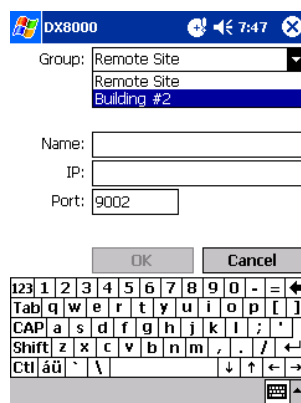 DX8000 7:47
Group: Remote Site
Remote Site
Building #2
Name:
IP:
Port: 9002
OK Cancel
123 1 2 3 4 5 6 7 8 9 0 - = ←
Tab q w e r t y u i o p [ ]
CAP a s d f g h j k l ; '
Shift z x c v b n m , . / ↵
Ctl áü ` \ ↓ ↑ ← →